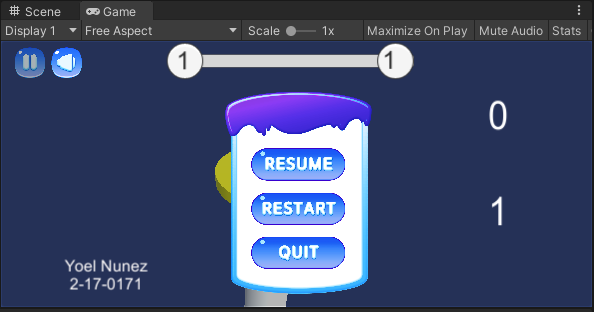 Scene
Game
Display 1
Free Aspect
Scale
1x
Maximize On Play
Mute Audio
Stats
1
1
0
RESUME
RESTART
1
QUIT
Yoel Nunez
2-17-0171